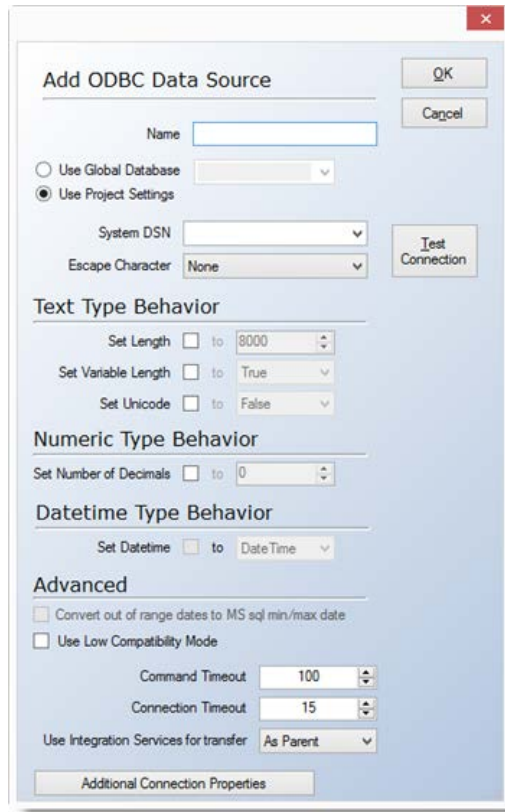 Add ODBC Data Source
OK
Cancel
Name
Use Global Database
Use Project Settings
System DSN
Test
Connection
Escape Character None
Text Type Behavior
Set Length to 8000
Set Variable Length to True
Set Unicode to False
Numeric Type Behavior
Set Number of Decimals to 0
Datetime Type Behavior
Set Datetime to DateTime
Advanced
Convert out of range dates to MS sql min/max date
Use Low Compatibility Mode
Command Timeout 100
Connection Timeout 15
Use Integration Services for transfer As Parent
Additional Connection Properties